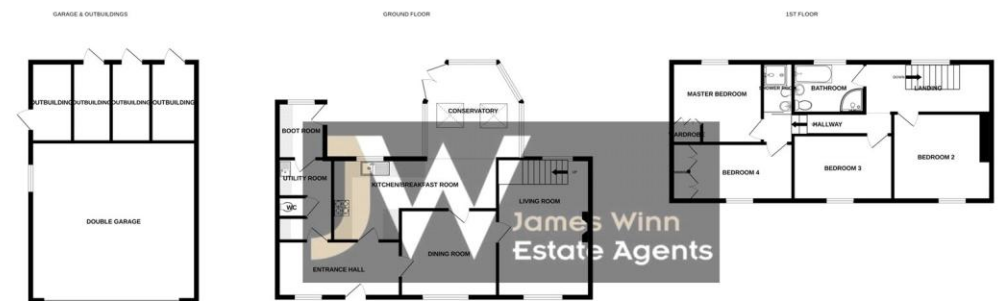 GARAGE & OUTBUILDINGS
GROUND FLOOR
1ST FLOOR
OUTBUILDING
OUTBUILDING
OUTBUILDING
OUTBUILDING
DOUBLE GARAGE
CONSERVATORY
BOOT ROOM
UTILITY ROOM
KITCHEN/BREAKFAST ROOM
WC
LIVING ROOM
UP
DINING ROOM
ENTRANCE HALL
JW
James Winn
Estate Agents
MASTER BEDROOM
BATHROOM
DOWN
LANDING
HALLWAY
WARDROBE
BEDROOM 4
BEDROOM 3
BEDROOM 2